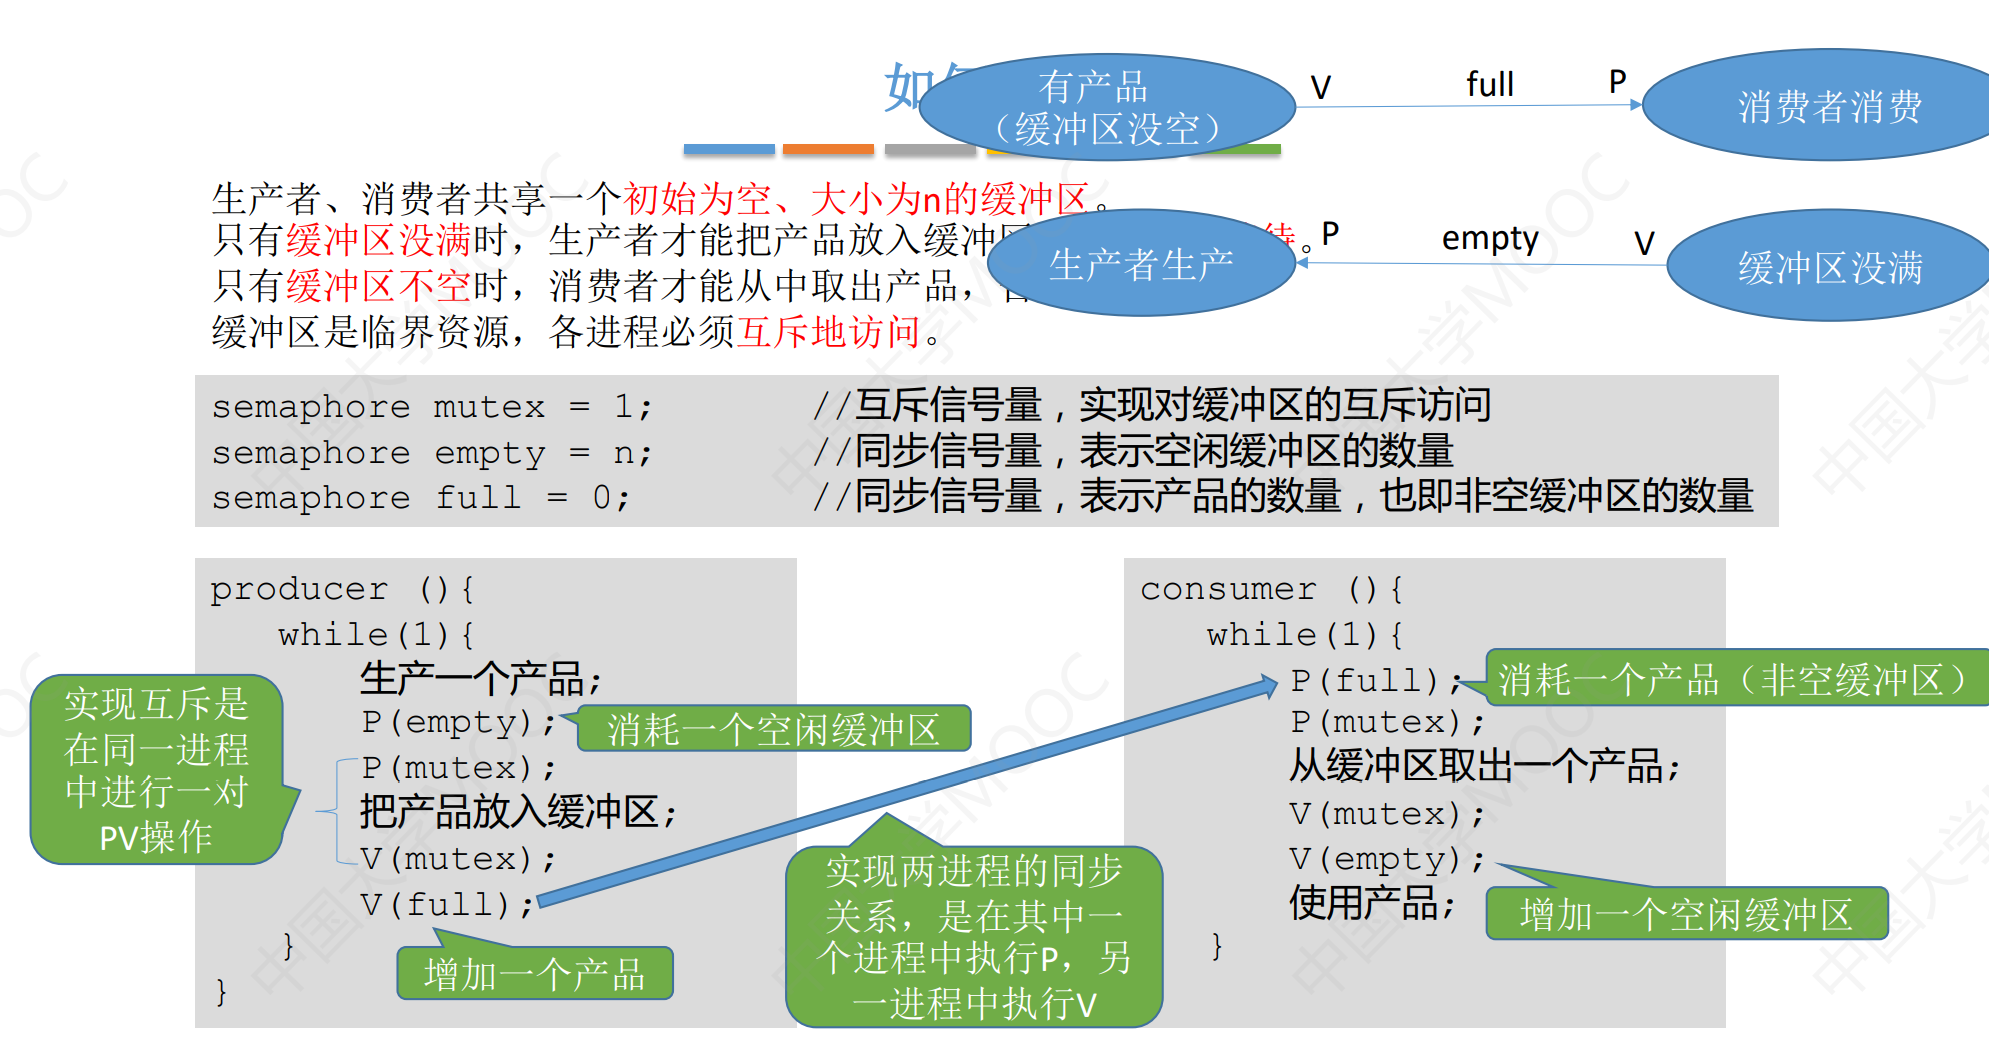 如
有产品
（缓冲区没空）
V full P
消费者消费
生产者、消费者共享一个初始为空、大小为n的缓冲区。
只有缓冲区没满时，生产者才能把产品放入缓冲区
待。
P empty V
生产者生产
缓冲区没满
只有缓冲区不空时，消费者才能从中取出产品，
缓冲区是临界资源，各进程必须互斥地访问。
semaphore mutex = 1; //互斥信号量，实现对缓冲区的互斥访问
semaphore empty = n; //同步信号量，表示空闲缓冲区的数量
semaphore full = 0; //同步信号量，表示产品的数量，也即非空缓冲区的数量
producer (){
while(1){
生产一个产品;
P(empty);
消耗一个空闲缓冲区
P(mutex);
把产品放入缓冲区;
V(mutex);
V(full);
增加一个产品
}
}
实现互斥是
在同一进程
中进行一对
PV操作
实现两进程的同步
关系，是在其中一
个进程中执行P，另
一进程中执行V
consumer (){
while(1){
P(full);
消耗一个产品（非空缓冲区）
P(mutex);
从缓冲区取出一个产品;
V(mutex);
V(empty);
增加一个空闲缓冲区
使用产品;
}
中国大学MOOC